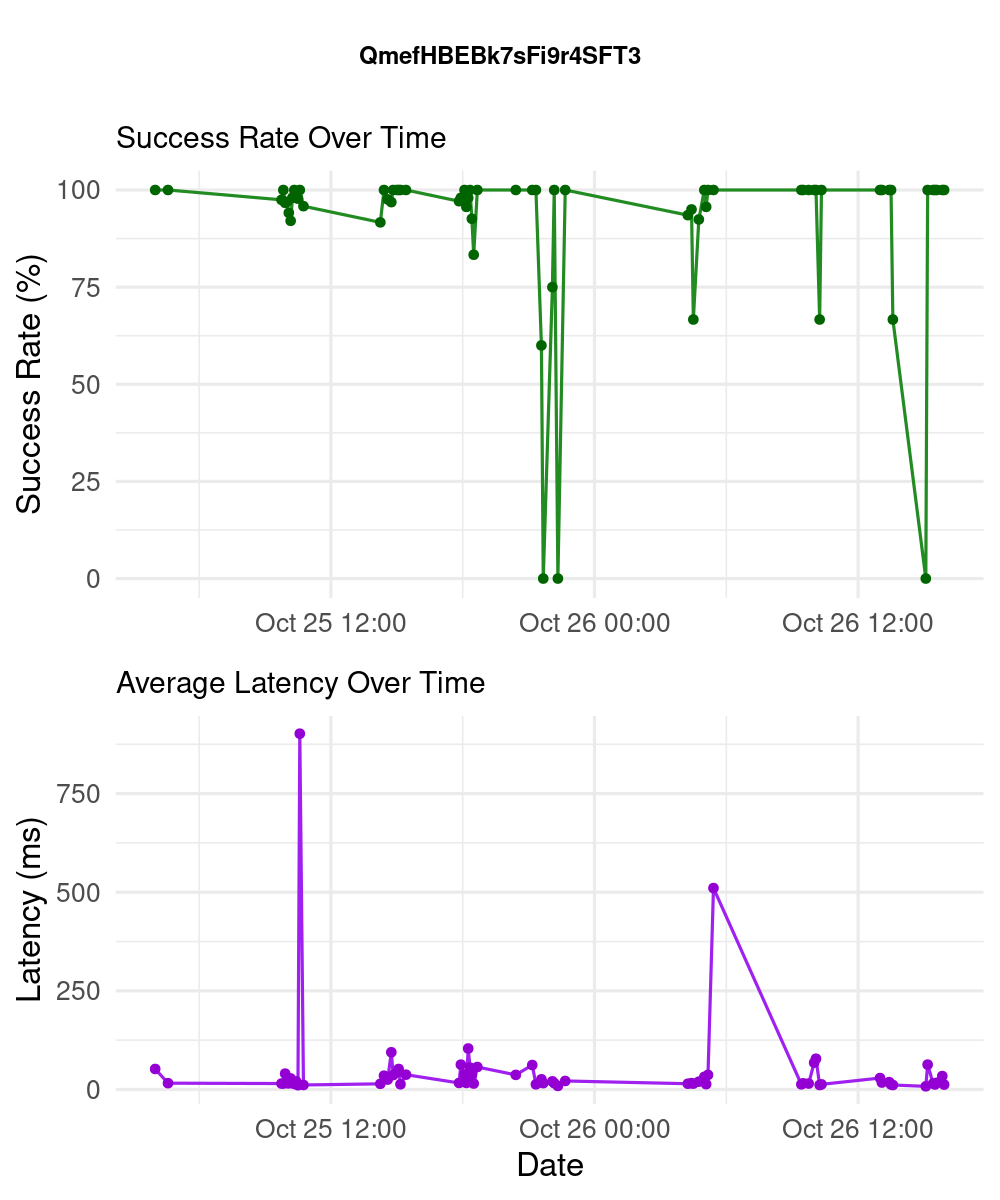 QmefHBEBk7sFi9r4SFT3
Success Rate Over Time
Success Rate (%)
100
75
50
25
0
Oct 25 12:00 Oct 26 00:00 Oct 26 12:00
Average Latency Over Time
Latency (ms)
750
500
250
0
Oct 25 12:00 Oct 26 00:00 Oct 26 12:00
Date